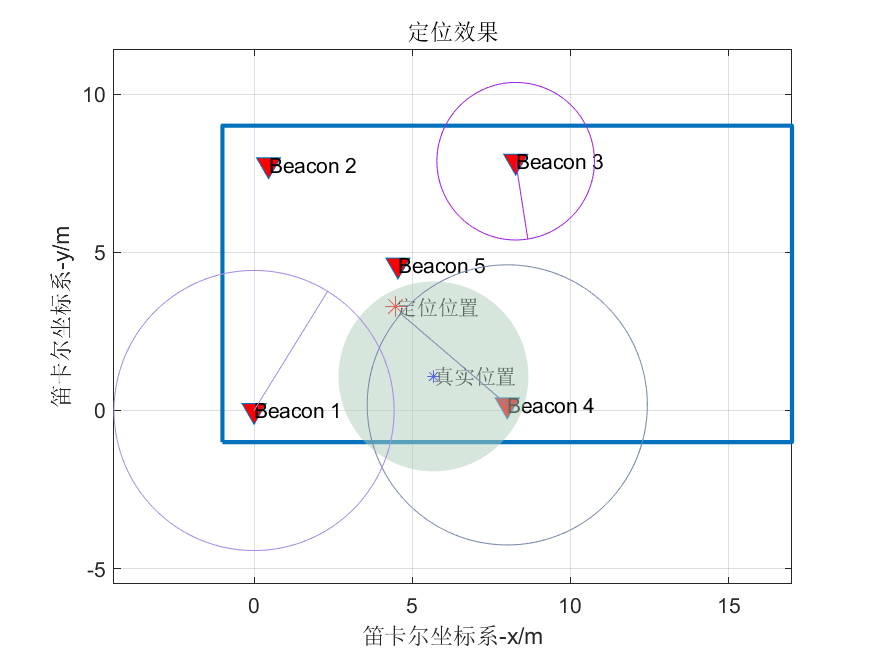 定位效果
10
Beacon 2
Beacon 3
5
Beacon 5
定位位置
真实位置
Beacon 4
0
Beacon 1
-5
0
5
10
15
笛卡尔坐标系-x/m
笛卡尔坐标系-y/m